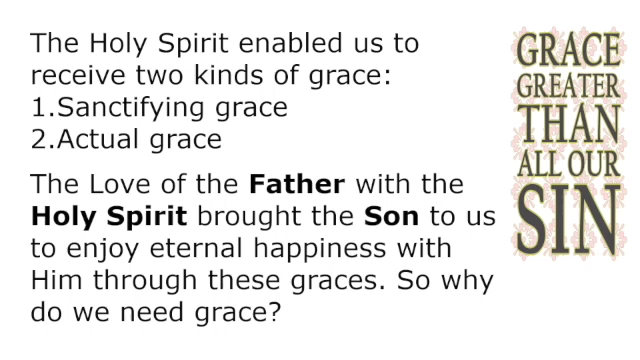 The Holy Spirit enabled us to
receive two kinds of grace:
1.Sanctifying grace
2.Actual grace
The Love of the Father with the
Holy Spirit brought the Son to us
to enjoy eternal happiness with
Him through these graces. So why
do we need grace?
GRACE
GREATER
THAN
ALL OUR
SIN